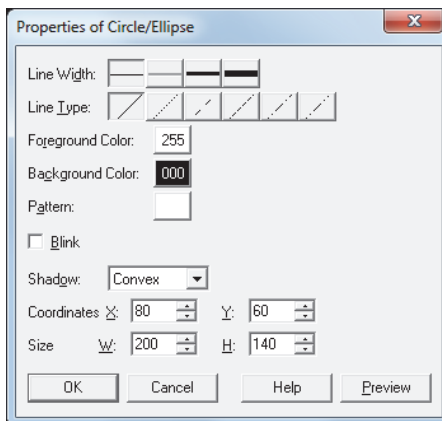 Properties of Circle/Ellipse
Line Width:
Line Type:
Foreground Color: 255
Background Color: 000
Pattern:
Blink
Shadow: Convex
Coordinates X: 80 Y: 60
Size W: 200 H: 140
OK Cancel Help Preview